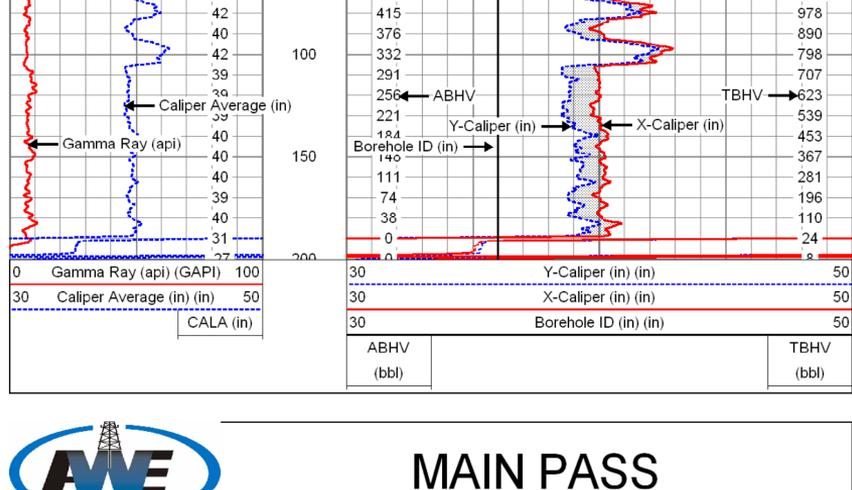 42 415 978
40 376 890
42 100 332 798
39 291 707
39 256 ABHV TBHV 623
Caliper Average (in)
39 221 539
Y-Caliper (in) X-Caliper (in)
40 184 453
Gamma Ray (api) Borehole ID (in)
40 150 148 367
40 111 281
39 74 196
40 38 110
31 0 24
27 200 0 8
0 Gamma Ray (api) (GAPI) 100 30 Y-Caliper (in) (in) 50
30 Caliper Average (in) (in) 50 30 X-Caliper (in) (in) 50
CALA (in) 30 Borehole ID (in) (in) 50
ABHV TBHV
(bbl) (bbl)
AWE MAIN PASS